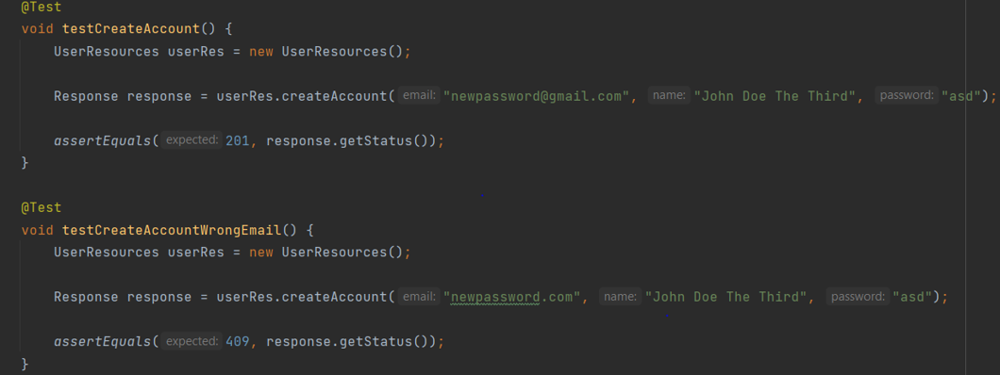 @Test
void testCreateAccount() {
UserResources userRes = new UserResources();
Response response = userRes.createAccount( email: "newpassword@gmail.com", name: "John Doe The Third", password: "asd");
assertEquals( expected: 201, response.getStatus());
}
@Test
void testCreateAccountWrongEmail() {
UserResources userRes = new UserResources();
Response response = userRes.createAccount( email: "newpassword.com", name: "John Doe The Third", password: "asd");
assertEquals( expected: 409, response.getStatus());
}